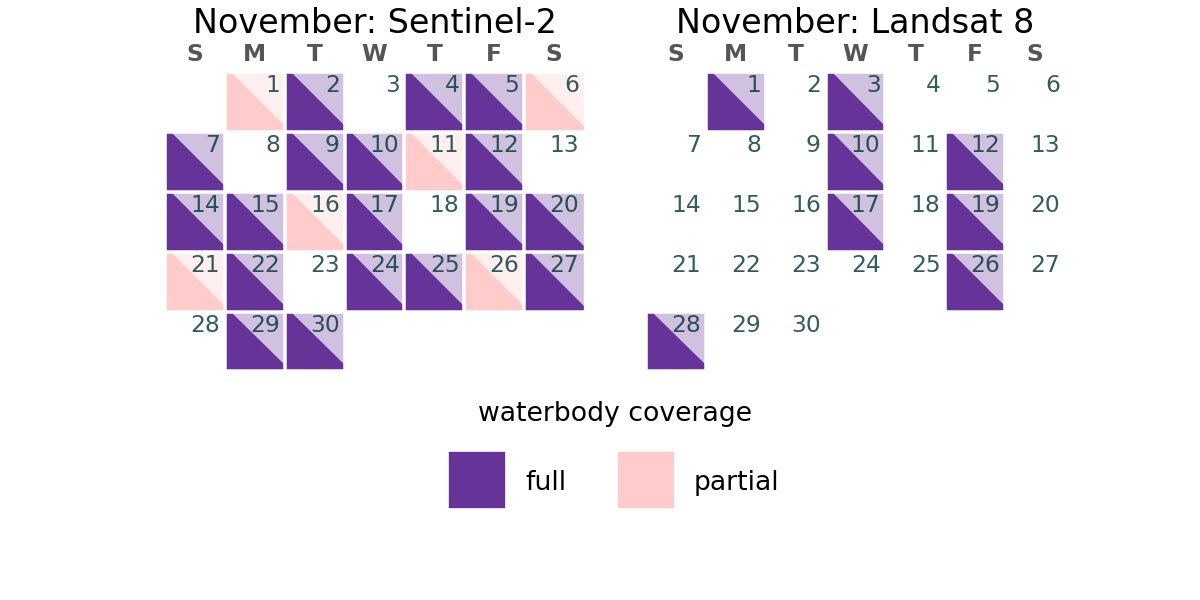 November: Sentinel-2
S M T W T F S
1 2 3 4 5 6
7 8 9 10 11 12 13
14 15 16 17 18 19 20
21 22 23 24 25 26 27
28 29 30
November: Landsat 8
S M T W T F S
1 2 3 4 5 6
7 8 9 10 11 12 13
14 15 16 17 18 19 20
21 22 23 24 25 26 27
28 29 30
waterbody coverage
full
partial